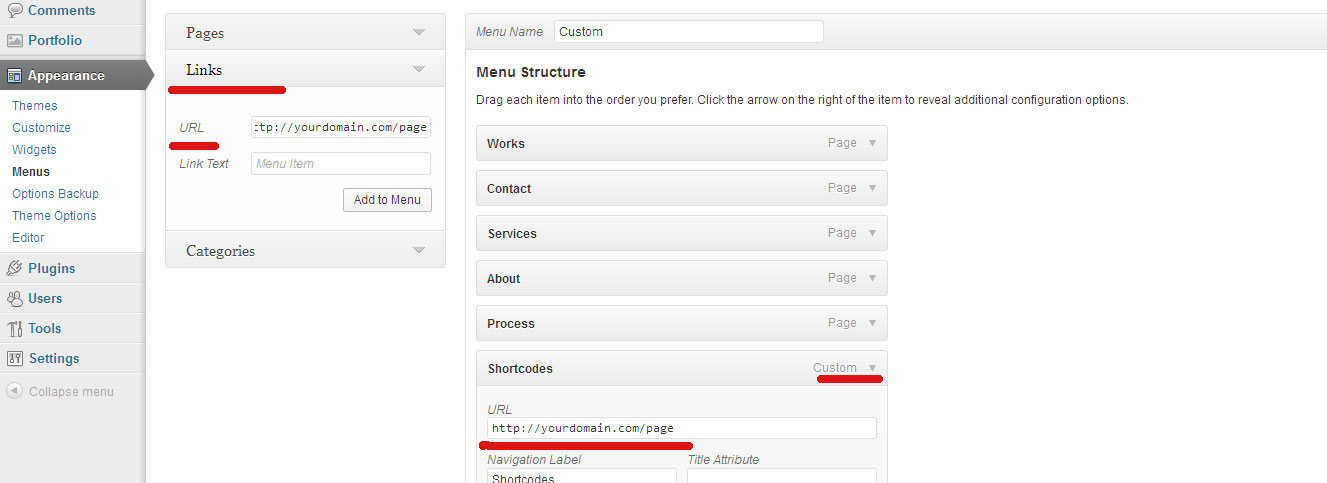 Comments
Portfolio
Appearance
Themes
Customize
Widgets
Menus
Options Backup
Theme Options
Editor
Plugins
Users
Tools
Settings
Collapse menu
Pages
Links
URL ttp://yourdomain.com/page
Link Text Menu Item
Add to Menu
Categories
Menu Name Custom
Menu Structure
Drag each item into the order you prefer. Click the arrow on the right of the item to reveal additional configuration options.
Works Page
Contact Page
Services Page
About Page
Process Page
Shortcodes Custom
URL
http://yourdomain.com/page
Navigation Label Title Attribute
Shortcodes